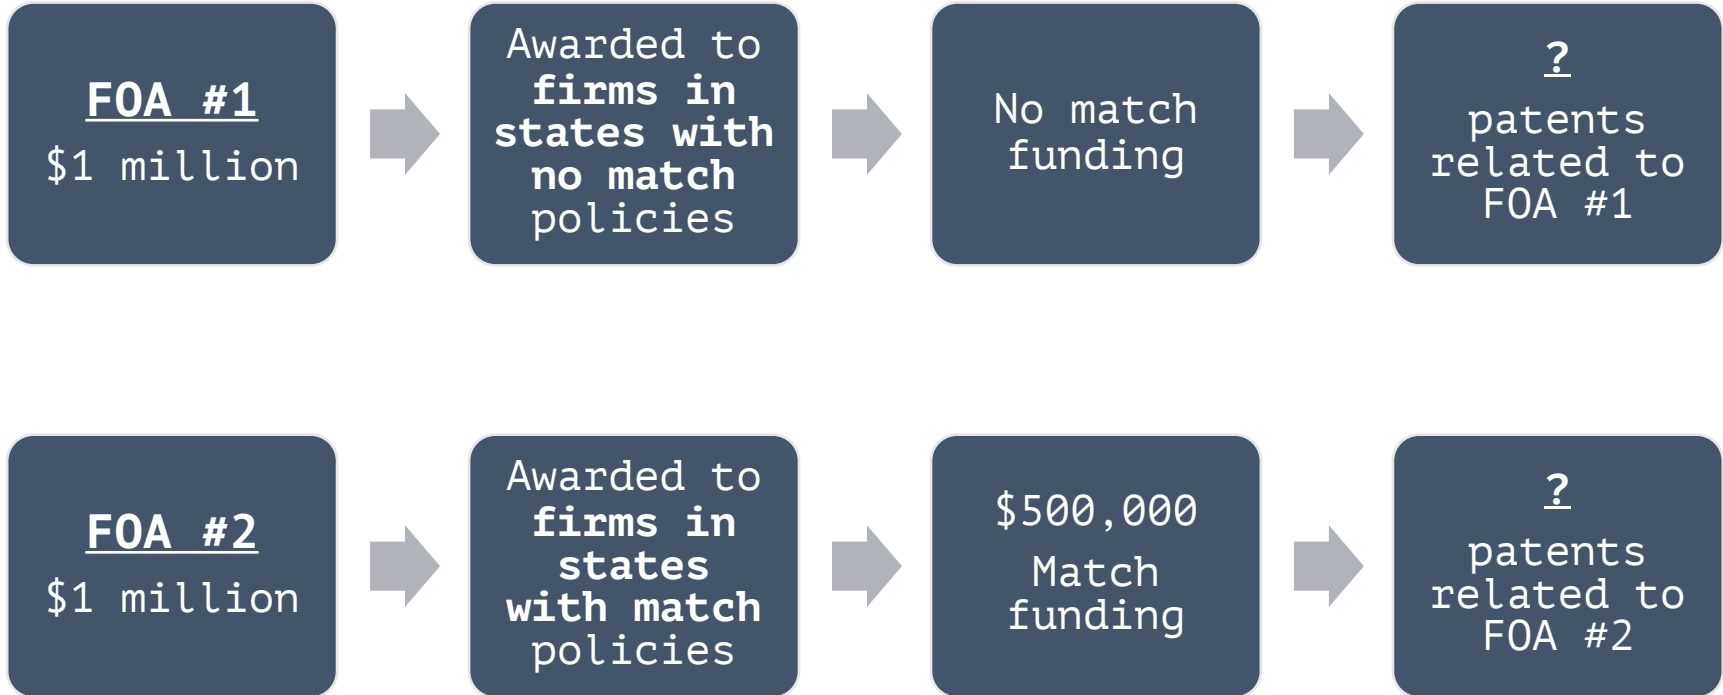 FOA #1
$1 million
Awarded to
firms in
states with
no match
policies
No match
funding
?
patents
related to
FOA #1
FOA #2
$1 million
Awarded to
firms in
states
with match
policies
$500,000
Match
funding
?
patents
related to
FOA #2